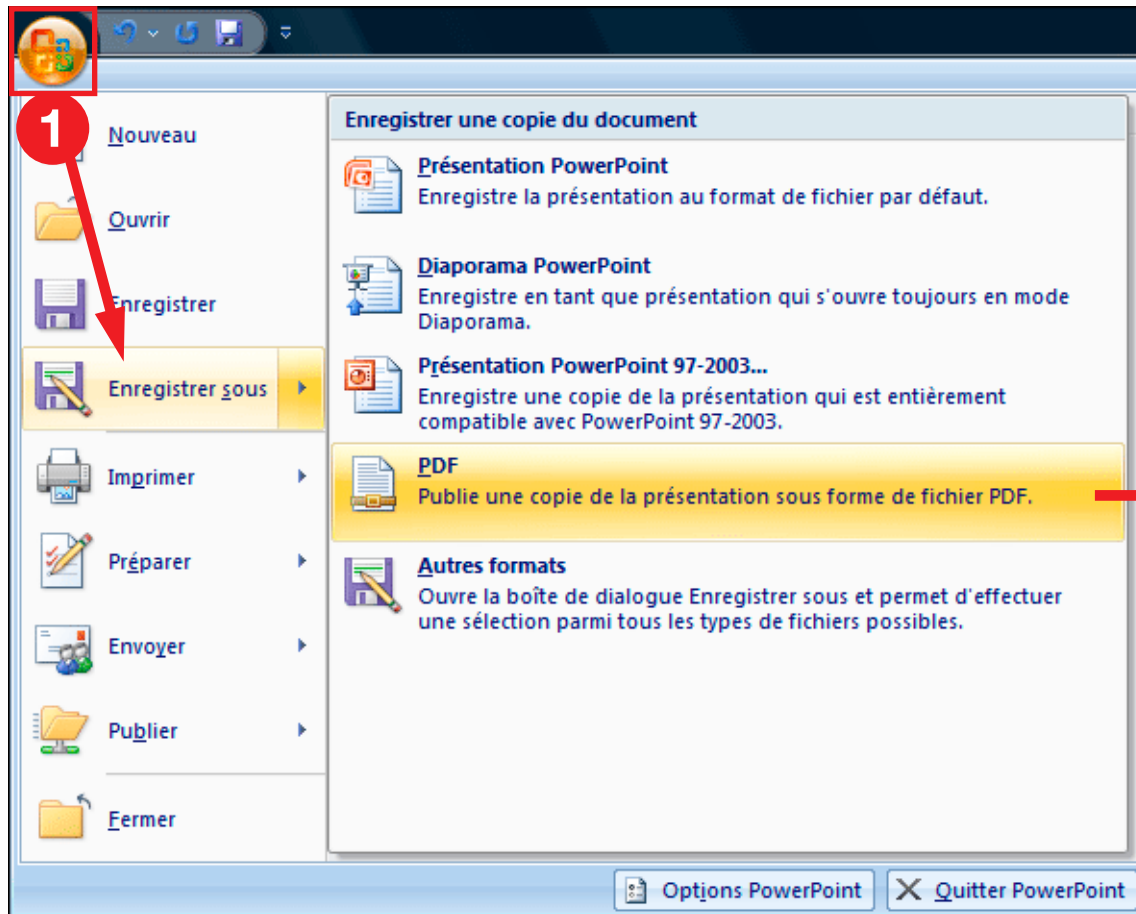 1
Nouveau
Ouvrir
Enregistrer
Enregistrer sous
Imprimer
Préparer
Envoyer
Publier
Fermer
Enregistrer une copie du document
Présentation PowerPoint
Enregistre la présentation au format de fichier par défaut.
Diaporama PowerPoint
Enregistre en tant que présentation qui s'ouvre toujours en mode
Diaporama.
Présentation PowerPoint 97-2003...
Enregistre une copie de la présentation qui est entièrement
compatible avec PowerPoint 97-2003.
PDF
Publie une copie de la présentation sous forme de fichier PDF.
Autres formats
Ouvre la boîte de dialogue Enregistrer sous et permet d'effectuer
une sélection parmi tous les types de fichiers possibles.
Options PowerPoint
Quitter PowerPoint